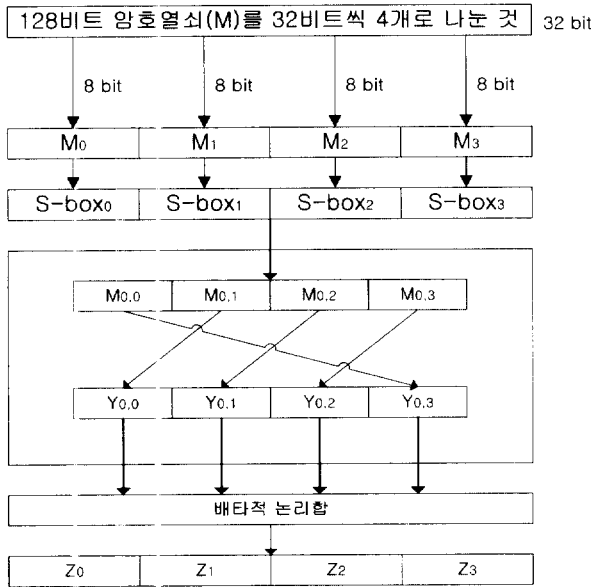 128비트 암호열쇠(M)를 32비트씩 4개로 나눈 것 32 bit
8 bit 8 bit 8 bit 8 bit
M0 M1 M2 M3
S-box0 S-box1 S-box2 S-box3
M0,0 M0,1 M0,2 M0,3
Y0,0 Y0,1 Y0,2 Y0,3
배타적 논리합
Z0 Z1 Z2 Z3